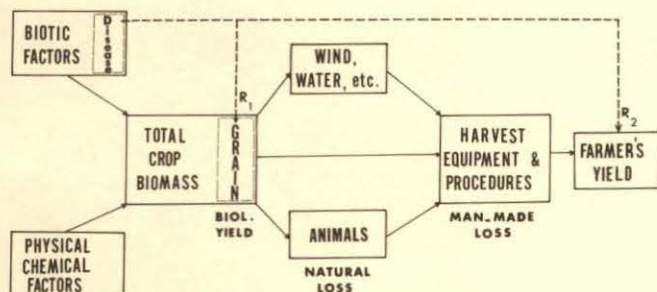 BIOTIC
FACTORS
Disease
WIND,
WATER, etc.
R1
R2
TOTAL
CROP
BIOMASS
GRAIN
HARVEST
EQUIPMENT &
PROCEDURES
FARMER'S
YIELD
BIOL.
YIELD
ANIMALS
MAN-MADE
LOSS
PHYSICAL
CHEMICAL
FACTORS
NATURAL
LOSS